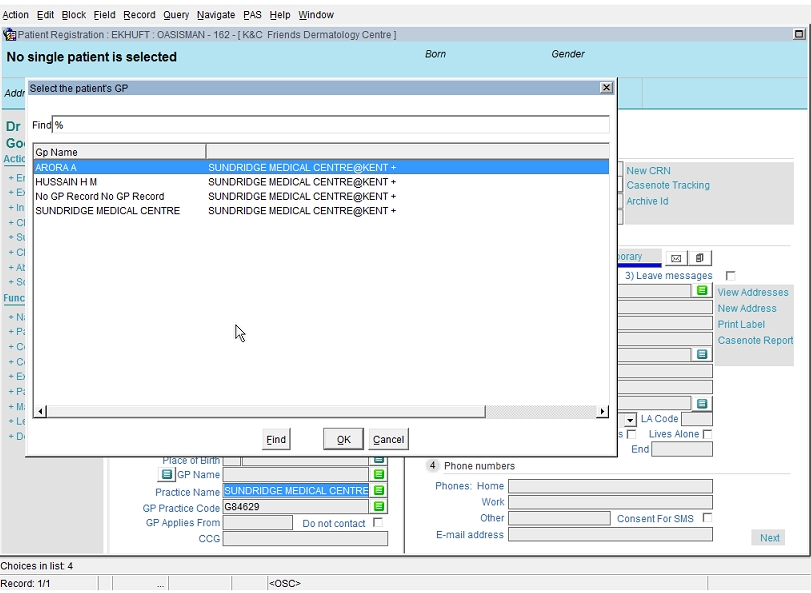 Action Edit Block Field Record Query Navigate PAS Help Window
Patient Registration : EKHUFT : OASISMAN - 162 - [ K&C Friends Dermatology Centre ]
No single patient is selected
Born
Gender
Addr
Select the patient's GP
Find %
Gp Name
ARORA A SUNDRIDGE MEDICAL CENTRE@KENT +
HUSSAIN H M SUNDRIDGE MEDICAL CENTRE@KENT +
No GP Record No GP Record SUNDRIDGE MEDICAL CENTRE@KENT +
SUNDRIDGE MEDICAL CENTRE SUNDRIDGE MEDICAL CENTRE@KENT +
Find
OK
Cancel
Dr
Goo
Actio
+ Er
+ Ex
+ In
+ Cl
+ Su
+ Cl
+ Ab
+ Sc
Func
+ Na
+ Pa
+ Co
+ Co
+ Ex
+ Pa
+ Ma
+ Le
+ De
New CRN
Casenote Tracking
Archive Id
porary
3) Leave messages
View Addresses
New Address
Print Label
Casenote Report
LA Code
s
Lives Alone
End
Place of Birth
GP Name
Practice Name SUNDRIDGE MEDICAL CENTRE
GP Practice Code G84629
GP Applies From
Do not contact
CCG
4 Phone numbers
Phones: Home
Work
Other
Consent For SMS
E-mail address
Next
Choices in list: 4
Record: 1/1 ... <OSC>